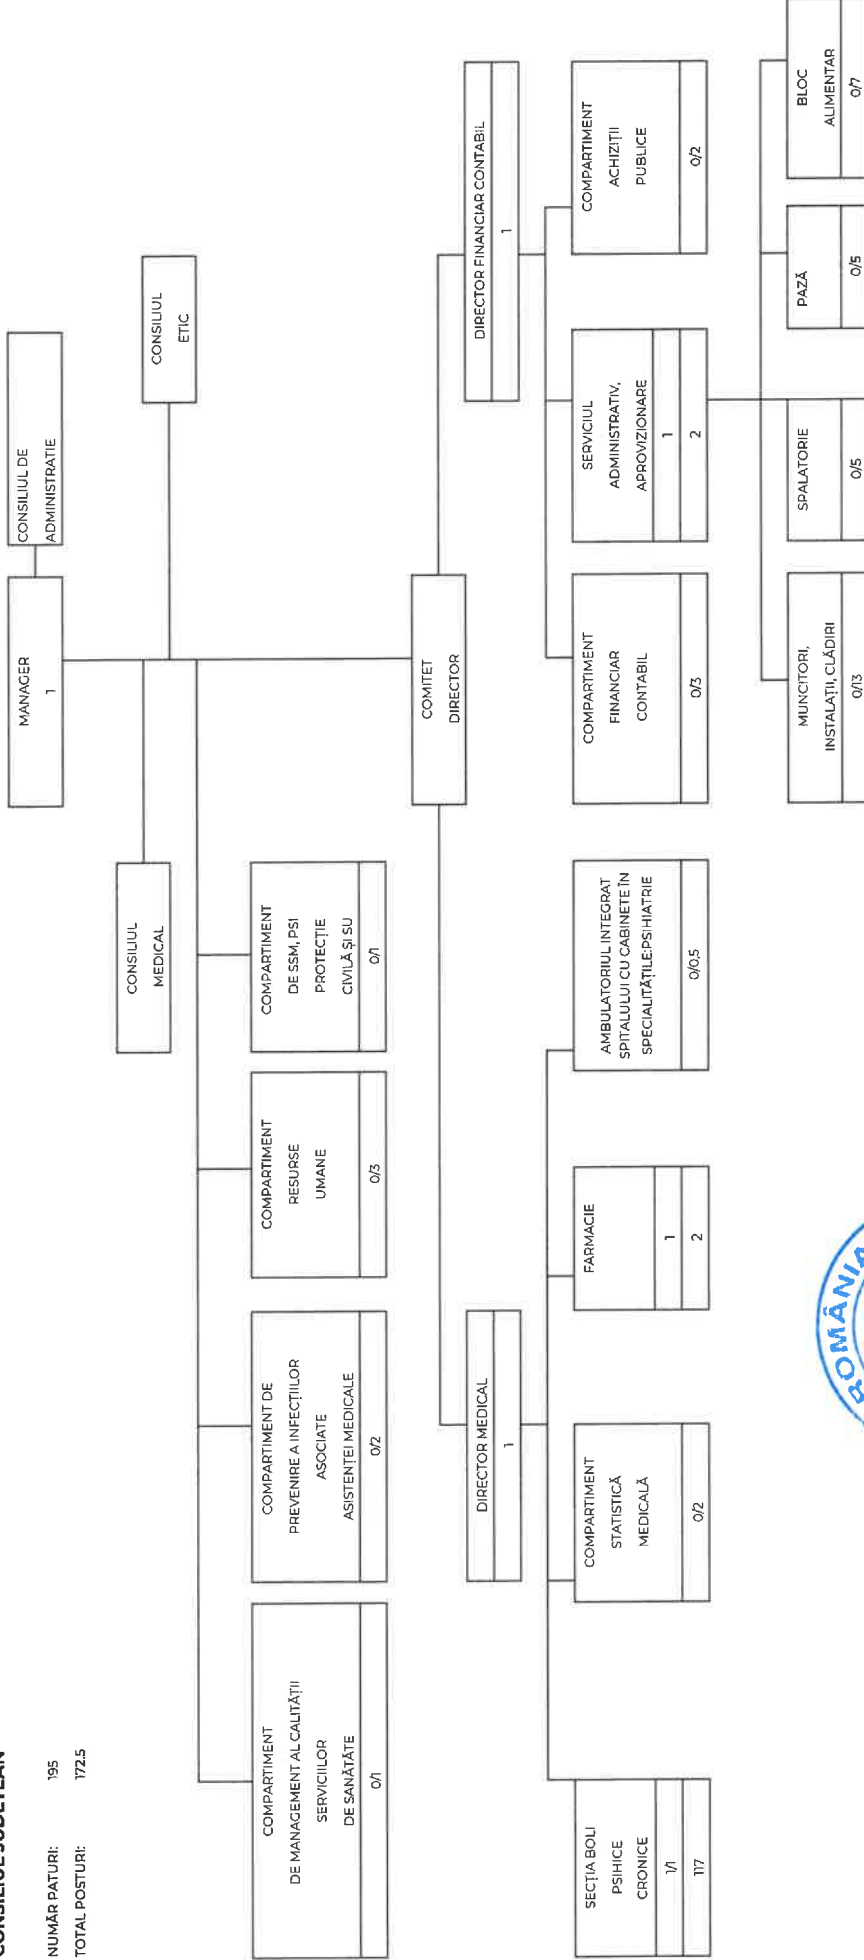 CONSILIUL JUDEȚEAN
NUMĂR PATURI: 195
TOTAL POSTURI: 172.5
MANAGER
1
CONSILIUL DE
ADMINISTRATIE
CONSILIUL
MEDICAL
CONSILIUL
ETIC
COMPARTIMENT
DE MANAGEMENT AL CALITĂȚII
SERVICIILOR
DE SANĂTATE
0/1
COMPARTIMENT DE
PREVENIRE A INFECȚIILOR
ASOCIATE
ASISTENȚEI MEDICALE
0/2
COMPARTIMENT
RESURSE
UMANE
0/3
COMPARTIMENT
DE SSM, PSI
PROTECȚIE
CIVILĂ ȘI SU
0/1
COMITET
DIRECTOR
DIRECTOR MEDICAL
1
DIRECTOR FINANCIAR CONTABIL
1
SECȚIA BOLI
PSIHICE
CRONICE
1/1
117
COMPARTIMENT
STATISTICĂ
MEDICALĂ
0/2
FARMACIE
1
2
AMBULATORIUL INTEGRAT
SPITALULUI CU CABINETE ÎN
SPECIALITĂȚILE:PSIHIATRIE
0/0,5
COMPARTIMENT
FINANCIAR
CONTABIL
0/3
SERVICIUL
ADMINISTRATIV,
APROVIZIONARE
1
2
COMPARTIMENT
ACHIZIȚII
PUBLICE
0/2
MUNCITORI,
INSTALAȚII, CLĂDIRI
0/13
SPALATORIE
0/5
PAZĂ
0/5
BLOC
ALIMENTAR
0/7
ROMÂNIA